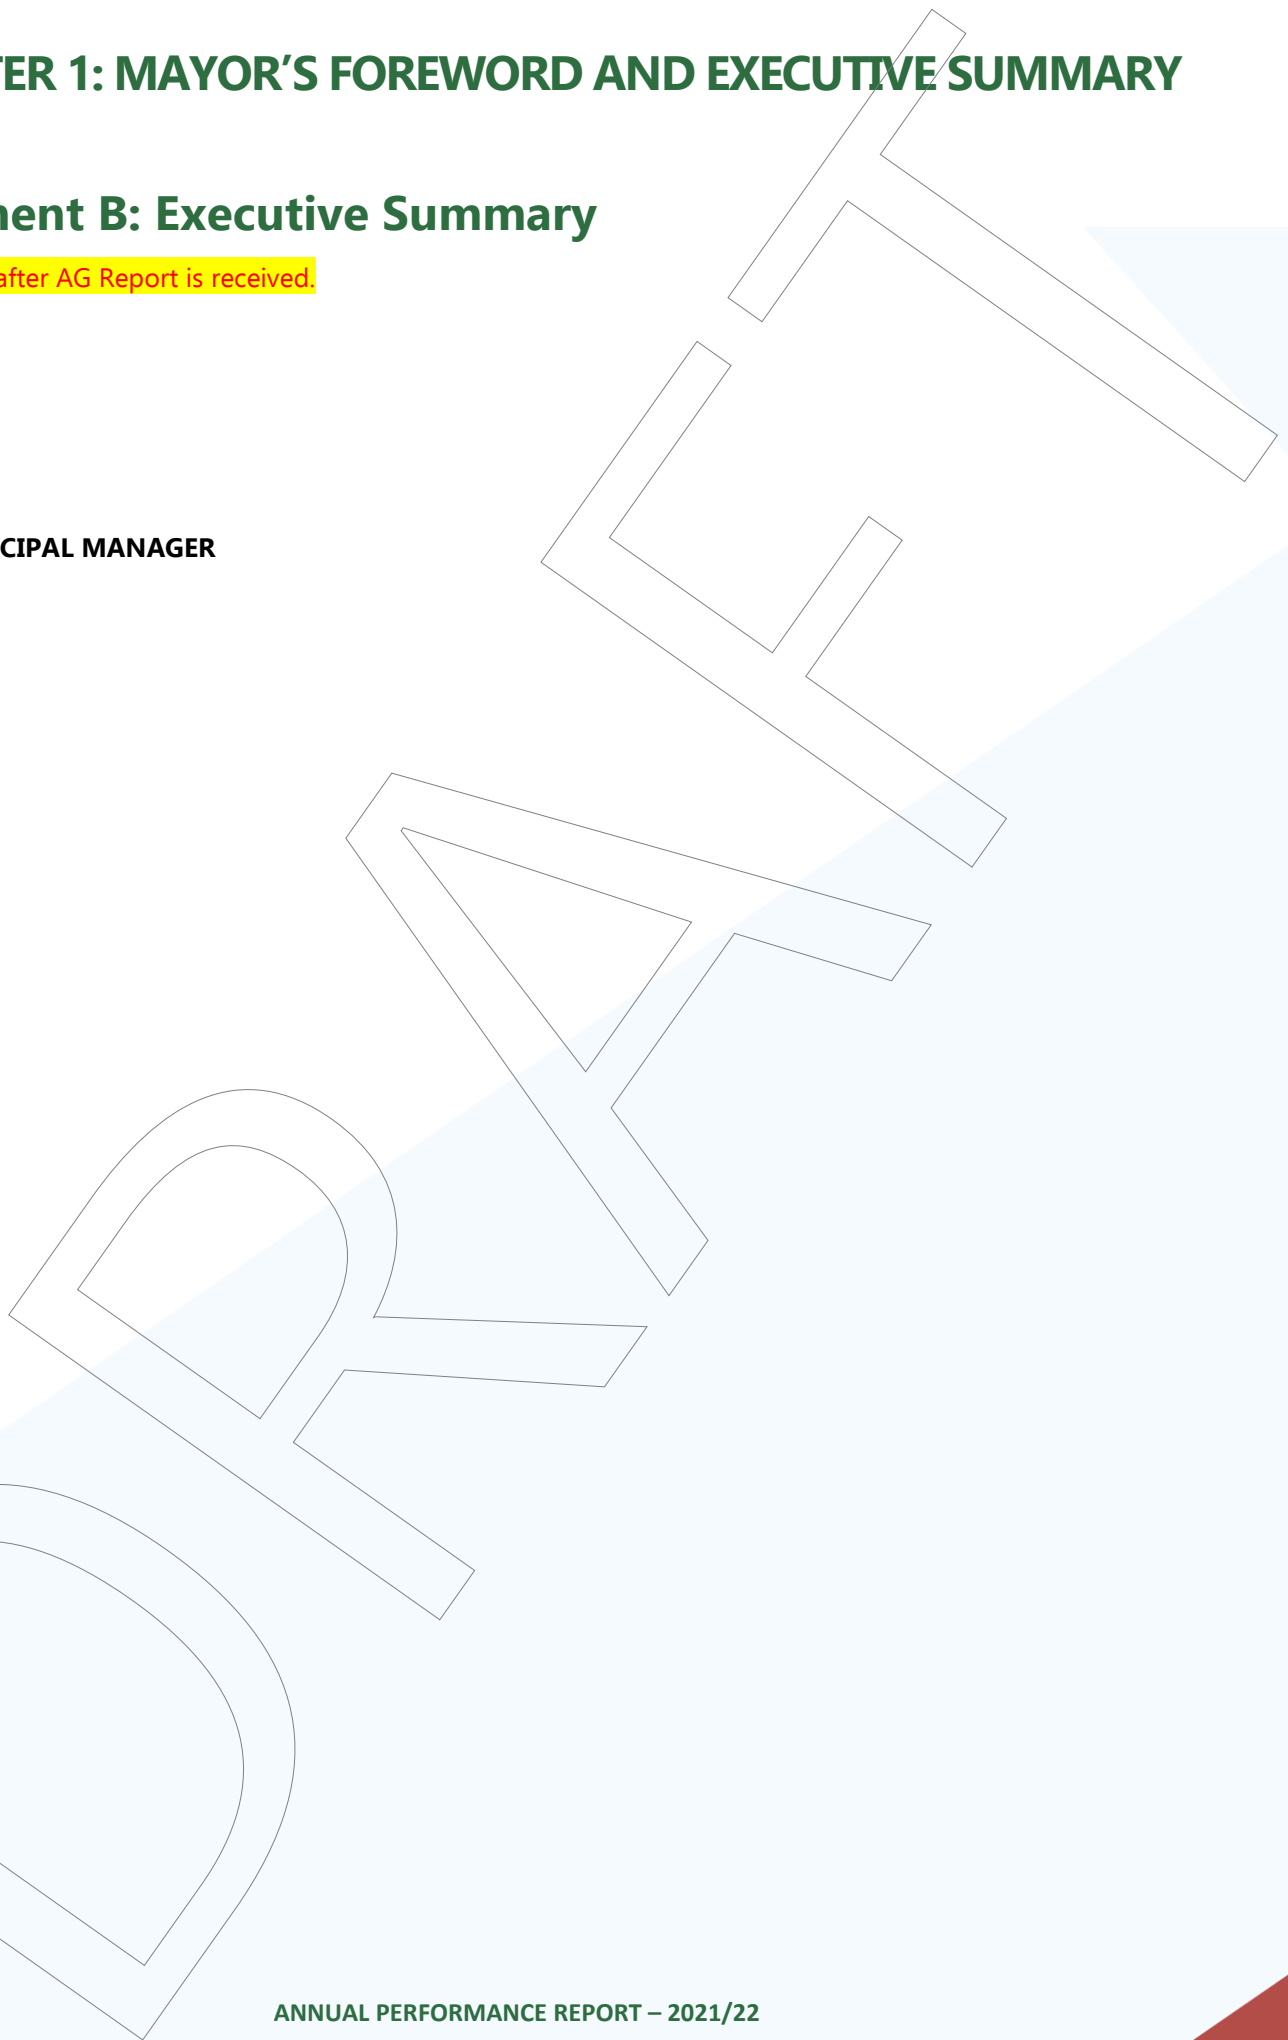 TER 1: MAYOR’S FOREWORD AND EXECUTIVE SUMMARY
nent B: Executive Summary
after AG Report is received.
CIPAL MANAGER
DRAFT
ANNUAL PERFORMANCE REPORT – 2021/22